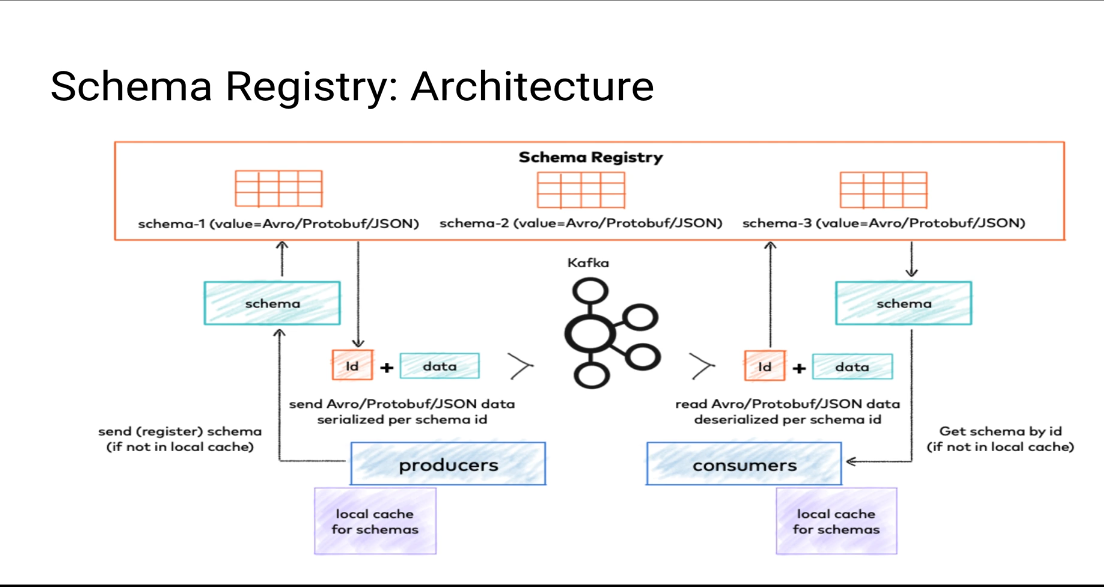 Schema Registry: Architecture
Schema Registry
schema-1 (value=Avro/Protobuf/JSON)
schema-2 (value=Avro/Protobuf/JSON)
schema-3 (value=Avro/Protobuf/JSON)
Kafka
schema
schema
Id + data
Id + data
send Avro/Protobuf/JSON data
serialized per schema id
read Avro/Protobuf/JSON data
deserialized per schema id
send (register) schema
(if not in local cache)
Get schema by id
(if not in local cache)
producers
consumers
local cache
for schemas
local cache
for schemas